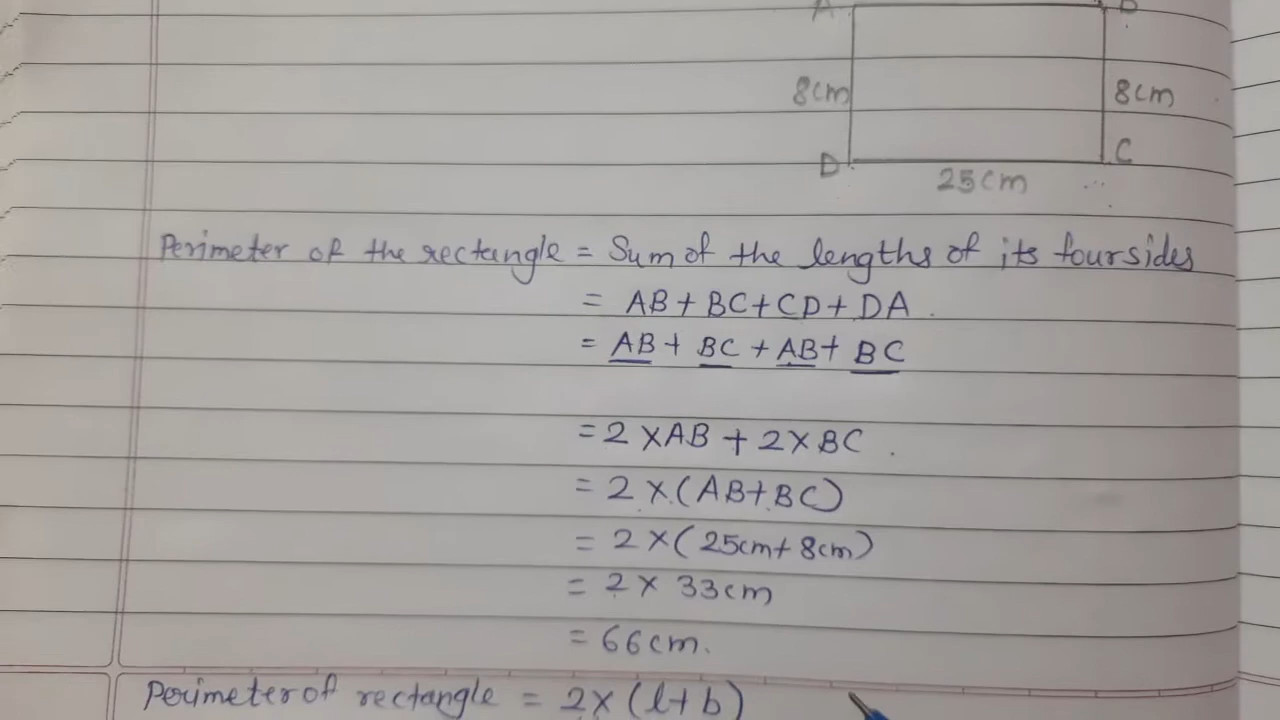 A B
8cm 8cm
D C
25cm
Perimeter of the rectangle = Sum of the lengths of its four sides
= AB + BC + CD + DA
= AB + BC + AB + BC
= 2 × AB + 2 × BC
= 2 × (AB + BC)
= 2 × (25cm + 8cm)
= 2 × 33cm
= 66cm.
Perimeter of rectangle = 2 × (l + b)